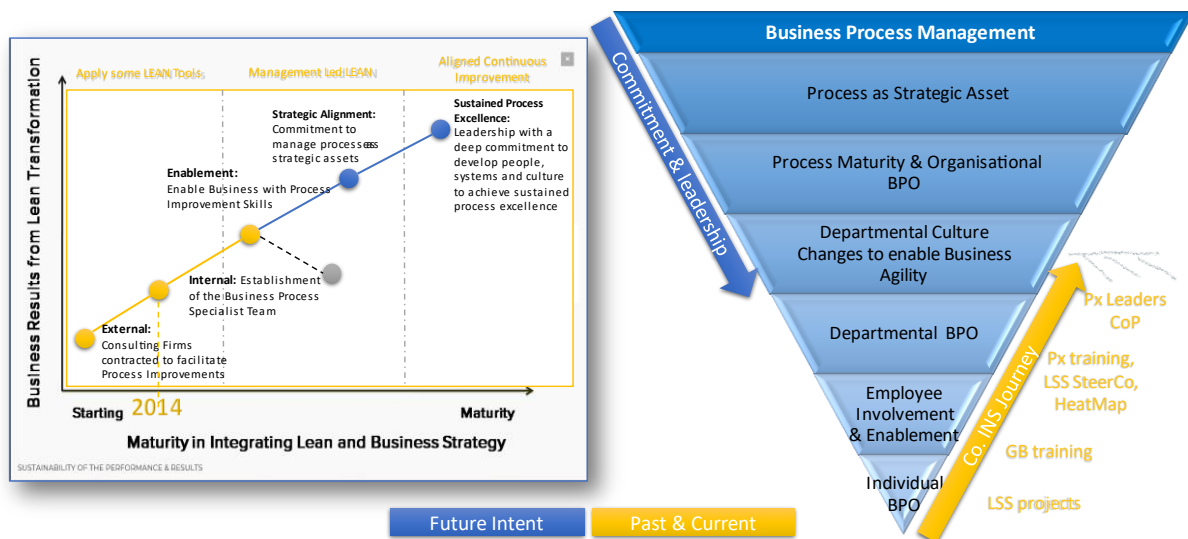 Business Results from Lean Transformation
Apply some LEAN Tools
Management Led LEAN
Aligned Continuous
Improvement
Strategic Alignment:
Commitment to
manage processes as
strategic assets
Sustained Process
Excellence:
Leadership with a
deep commitment to
develop people,
systems and culture
to achieve sustained
process excellence
Enablement:
Enable Business with Process
Improvement Skills
Internal: Establishment
of the Business Process
Specialist Team
External:
Consulting Firms
contracted to facilitate
Process Improvements
Starting
2014
Maturity
Maturity in Integrating Lean and Business Strategy
SUSTAINABILITY OF THE PERFORMANCE & RESULTS
Commitment & leadership
Business Process Management
Process as Strategic Asset
Process Maturity & Organisational
BPO
Departmental Culture
Changes to enable Business
Agility
Departmental BPO
Employee
Involvement
& Enablement
Individual
BPO
Co. INS Journey
Px Leaders
CoP
Px training,
LSS SteerCo,
HeatMap
GB training
LSS projects
Future Intent
Past & Current